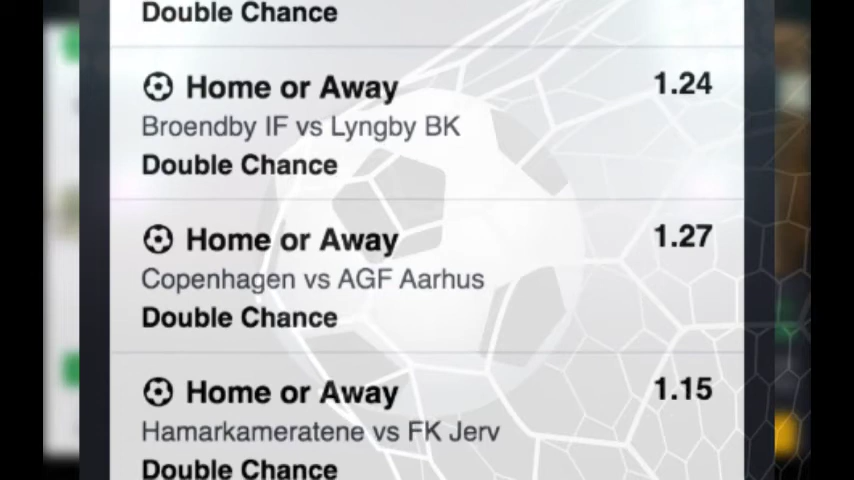 Double Chance
Home or Away 1.24
Broendby IF vs Lyngby BK
Double Chance
Home or Away 1.27
Copenhagen vs AGF Aarhus
Double Chance
Home or Away 1.15
Hamarkameratene vs FK Jerv
Double Chance